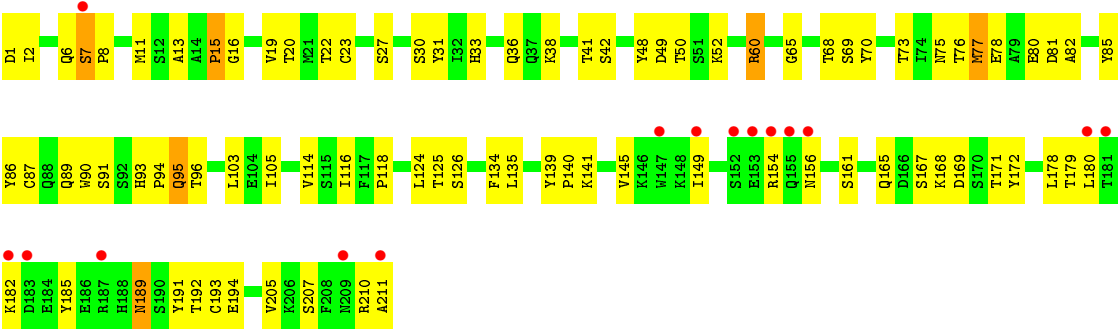 D1 I2 Q6 S7 P8 M11 S12 A13 A14 P15 G16 V19 T20 M21 T22 C23 S27 S30 Y31 I32 H33 Q36 Q37 K38 T41 S42 Y48 D49 T50 S51 K52 R60 G65 T68 S69 Y70 T73 I74 N75 T76 M77 E78 A79 E80 D81 A82 Y85
Y86 C87 Q88 Q89 W90 S91 S92 H93 P94 Q95 T96 L103 E104 I105 V114 S115 I116 F117 P118 L124 T125 S126 F134 L135 Y139 P140 K141 V145 K146 W147 K148 I149 S152 E153 R154 Q155 N156 S161 Q165 D166 S167 K168 D169 S170 T171 Y172 L178 T179 L180 T181
K182 D183 E184 Y185 E186 R187 H188 N189 S190 Y191 T192 C193 E194 V205 K206 S207 F208 N209 R210 A211